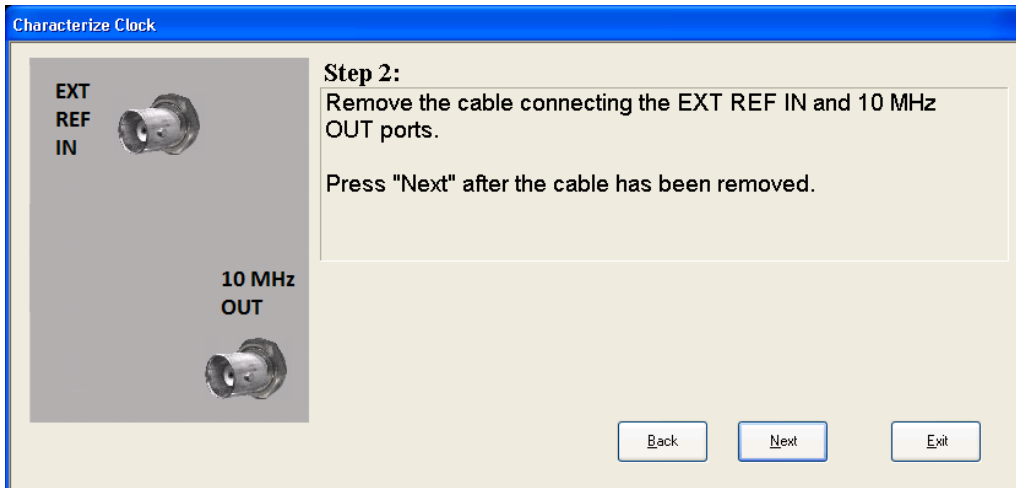 Characterize Clock
EXT
REF
IN
10 MHz
OUT
Step 2:
Remove the cable connecting the EXT REF IN and 10 MHz
OUT ports.
Press "Next" after the cable has been removed.
Back
Next
Exit